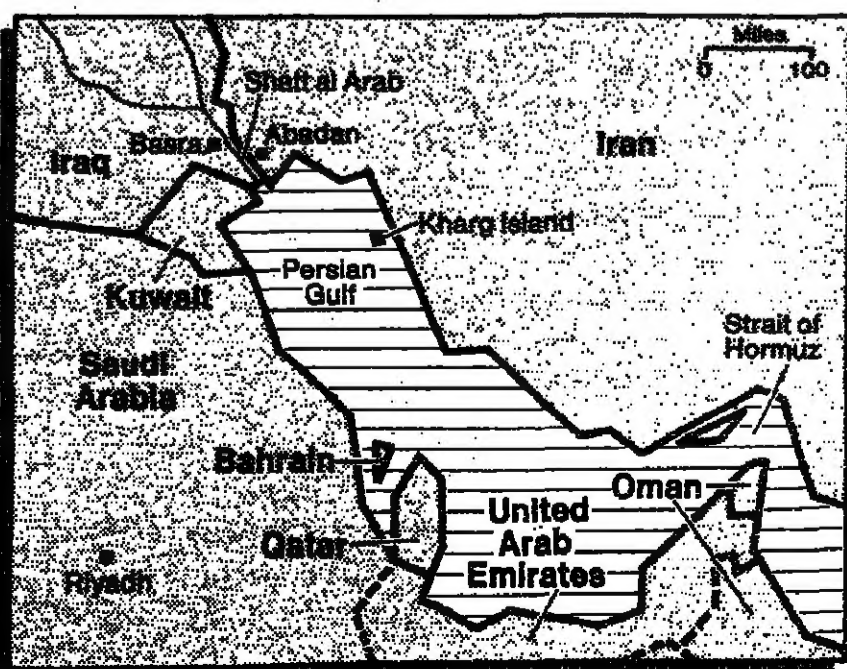 Miles
0 100
Shatt al Arab
Basra
Abadan
Iraq
Iran
Kharg Island
Persian
Gulf
Kuwait
Strait of
Hormuz
Saudi
Arabia
Bahrain
Oman
United
Arab
Emirates
Qatar
Riyadh